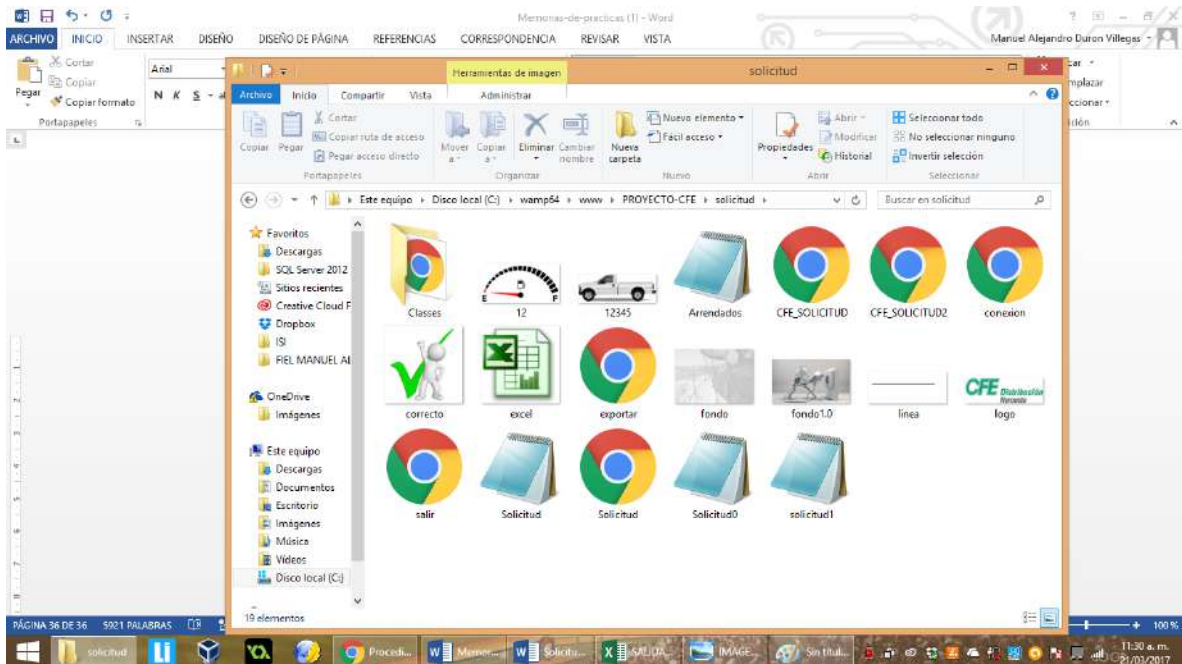 Memorias-de-practicas (1) - Word
ARCHIVO INICIO INSERTAR DISEÑO DISEÑO DE PÁGINA REFERENCIAS CORRESPONDENCIA REVISAR VISTA
Manuel Alejandro Duron Villegas
Cortar
Copiar
Copiar formato
Pegar
Portapapeles
Arial
N K S
Herramientas de imagen
solicitud
Archivo Inicio Compartir Vista Administrar
Copiar Pegar
Cortar
Copiar ruta de acceso
Pegar acceso directo
Portapapeles
Mover a Copiar a Eliminar Cambiar nombre
Organizar
Nueva carpeta
Nuevo elemento
Fácil acceso
Nuevo
Propiedades
Abrir
Modificar
Historial
Abrir
Seleccionar todo
No seleccionar ninguno
Invertir selección
Seleccionar
Este equipo Disco local (C:) wamp64 www PROYECTO-CFE solicitud
Buscar en solicitud
Favoritos
Descargas
SQL Server 2012
Sitios recientes
Creative Cloud F
Dropbox
ISI
FIEL MANUEL AL
OneDrive
Imágenes
Este equipo
Descargas
Documentos
Escritorio
Imágenes
Música
Vídeos
Disco local (C:)
E F
Classes 12 12345 Arrendados CFE_SOLICITUD CFE_SOLICITUD2 conexion
CFE Distribución
correcto excel exportar fondo fondo1.0 linea logo
salir Solicitud Solicitud Solicitud0 solicitud1
19 elementos
PÁGINA 36 DE 36 5921 PALABRAS
100 %
solicitud
Procedi...
Memor...
Solicitu...
SALIDA...
IMAGE...
Sin títul...
11:30 a. m.
21/03/2017